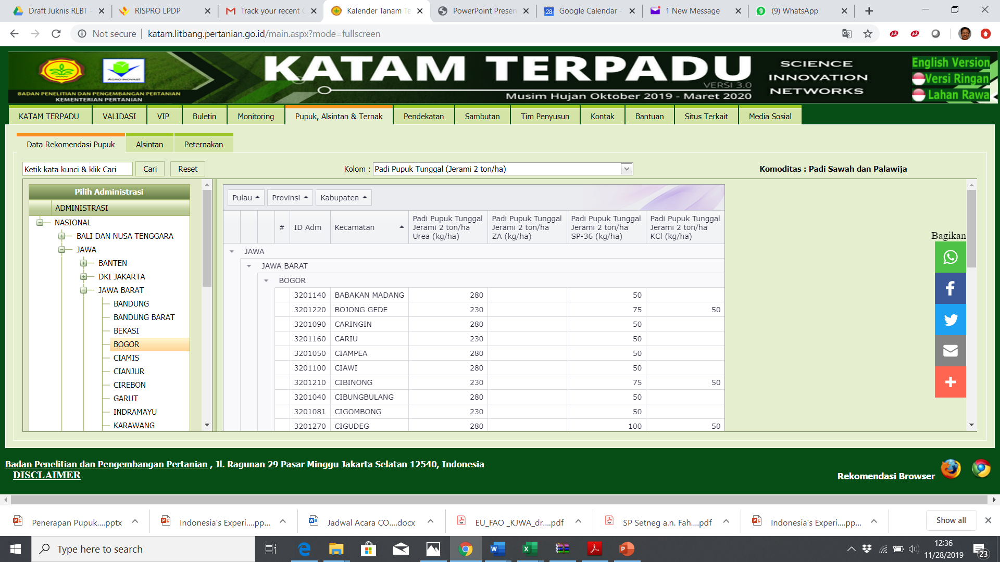 Draft Juknis RLBT -
RISPRO LPDP
Track your recent
Kalender Tanam Te
PowerPoint Presen
28
Google Calendar -
1 New Message
9
(9) WhatsApp
Not secure
katam.litbang.pertanian.go.id/main.aspx?mode=fullscreen
Ask
Ask
AGRO INOVASI
BADAN PENELITIAN DAN PENGEMBANGAN PERTANIAN
KEMENTERIAN PERTANIAN
KATAM TERPADU
VERSI 3.0
Musim Hujan Oktober 2019 - Maret 2020
SCIENCE
INNOVATION
NETWORKS
English Version
Versi Ringan
Lahan Rawa
KATAM TERPADU
VALIDASI
VIP
Buletin
Monitoring
Pupuk, Alsintan & Ternak
Pendekatan
Sambutan
Tim Penyusun
Kontak
Bantuan
Situs Terkait
Media Sosial
Data Rekomendasi Pupuk
Alsintan
Peternakan
Ketik kata kunci & klik Cari
Cari
Reset
Kolom : Padi Pupuk Tunggal (Jerami 2 ton/ha)
Komoditas : Padi Sawah dan Palawija
Pilih Administrasi
ADMINISTRASI
NASIONAL
BALI DAN NUSA TENGGARA
JAWA
BANTEN
DKI JAKARTA
JAWA BARAT
BANDUNG
BANDUNG BARAT
BEKASI
BOGOR
CIAMIS
CIANJUR
CIREBON
GARUT
INDRAMAYU
KARAWANG
Pulau
Provinsi
Kabupaten
#
ID Adm
Kecamatan
Padi Pupuk Tunggal
Jerami 2 ton/ha
Urea (kg/ha)
Padi Pupuk Tunggal
Jerami 2 ton/ha
ZA (kg/ha)
Padi Pupuk Tunggal
Jerami 2 ton/ha
SP-36 (kg/ha)
Padi Pupuk Tunggal
Jerami 2 ton/ha
KCl (kg/ha)
JAWA
JAWA BARAT
BOGOR
3201140 BABAKAN MADANG 280 50
3201220 BOJONG GEDE 230 75 50
3201090 CARINGIN 280 50
3201160 CARIU 230 50
3201050 CIAMPEA 280 50
3201100 CIAWI 280 50
3201210 CIBINONG 230 75 50
3201040 CIBUNGBULANG 280 50
3201081 CIGOMBONG 230 50
3201270 CIGUDEG 280 100 50
Bagikan
Badan Penelitian dan Pengembangan Pertanian , Jl. Ragunan 29 Pasar Minggu Jakarta Selatan 12540, Indonesia
DISCLAIMER
Rekomendasi Browser
Penerapan Pupuk....pptx
Indonesia's Experi....pp...
Jadwal Acara CO....docx
EU_FAO _KJWA_dr....pdf
SP Setneg a.n. Fah....pdf
Indonesia's Experi....pp...
Show all
Type here to search
12:36
11/28/2019
23